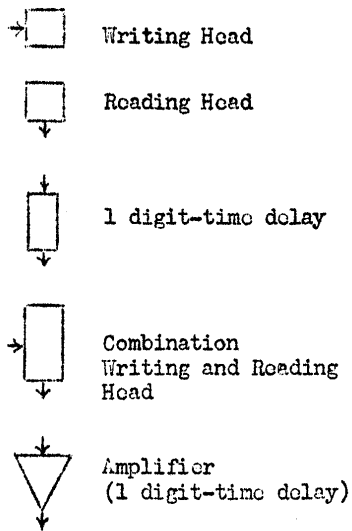 Writing Head
Reading Head
1 digit-time delay
Combination
Writing and Reading
Head
Amplifier
(1 digit-time delay)